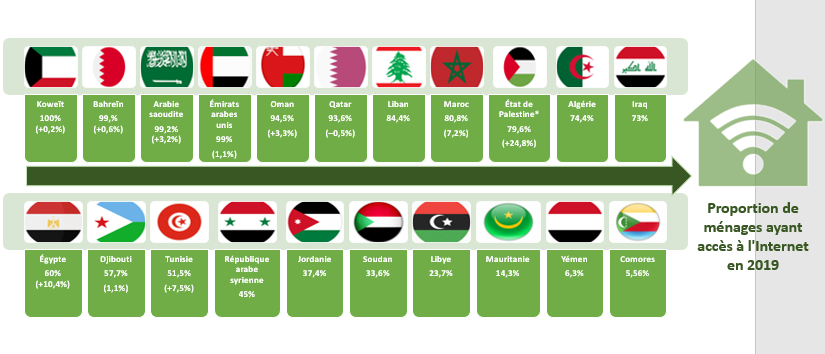 Koweït
100%
(+0,2%)
Bahreïn
99,%
(+0,6%)
Arabie
saoudite
99,2%
(+3,2%)
Émirats
arabes
unis
99%
(1,1%)
Oman
94,5%
(+3,3%)
Qatar
93,6%
(–0,5%)
Liban
84,4%
Maroc
80,8%
(7,2%)
État de
Palestine*
79,6%
(+24,8%)
Algérie
74,4%
Iraq
73%
Égypte
60%
(+10,4%)
Djibouti
57,7%
(1,1%)
Tunisie
51,5%
(+7,5%)
République
arabe
syrienne
45%
Jordanie
37,4%
Soudan
33,6%
Libye
23,7%
Mauritanie
14,3%
Yémen
6,3%
Comores
5,56%
Proportion de
ménages ayant
accès à l'Internet
en 2019